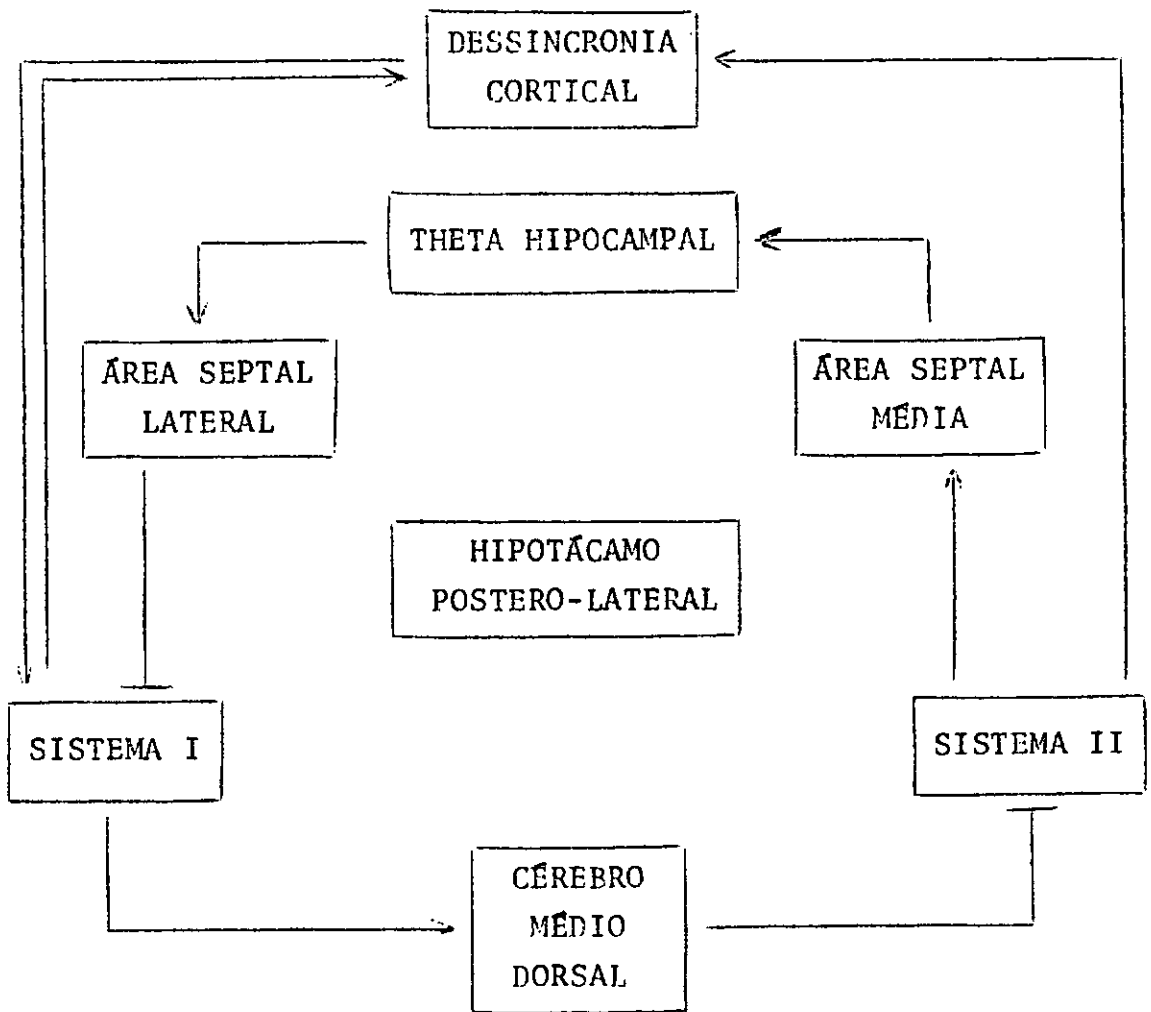 DESSINCRONIA
CORTICAL
THETA HIPOCAMPAL
ÁREA SEPTAL
LATERAL
ÁREA SEPTAL
MÉDIA
HIPOTÁCAMO
POSTERO-LATERAL
SISTEMA I
SISTEMA II
CÉREBRO
MÉDIO
DORSAL